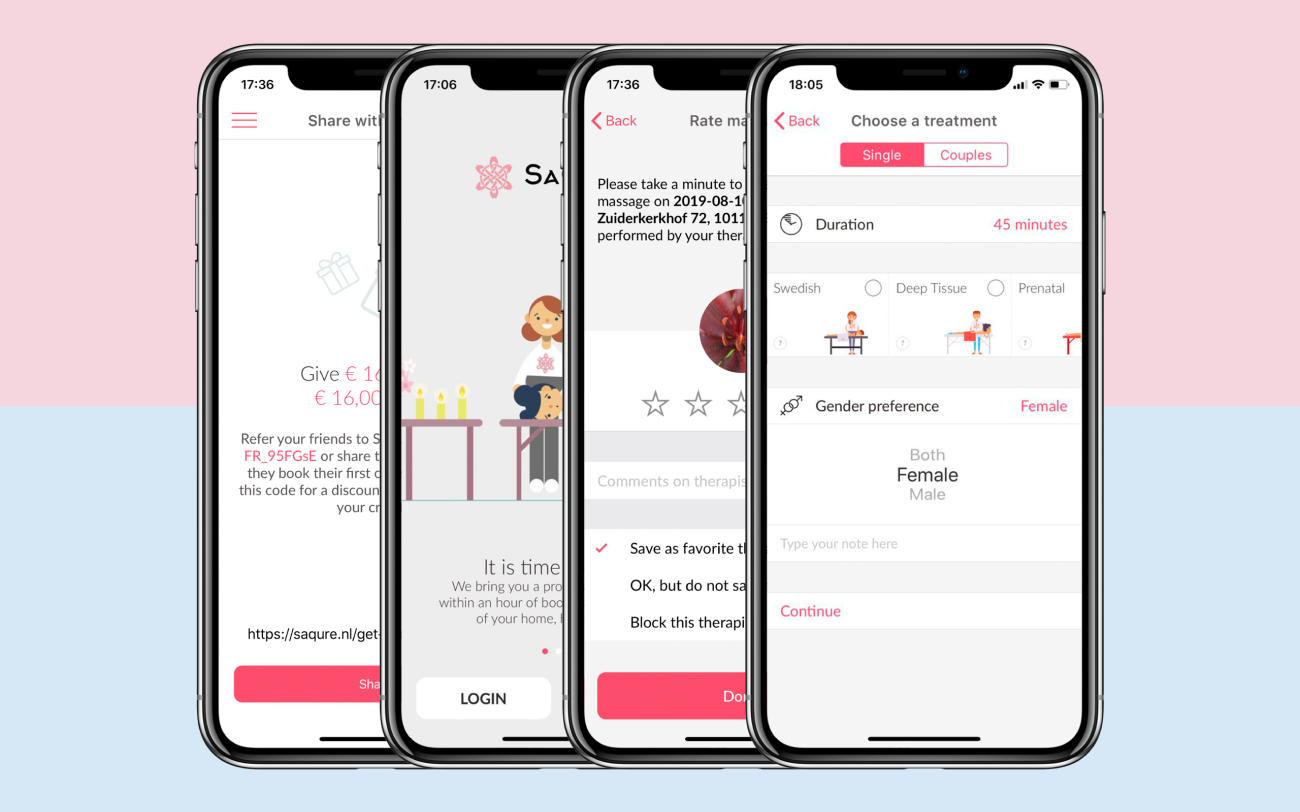 17:36
Share with
Give € 16
€ 16,00
Refer your friends to S
FR_95FGsE or share t
they book their first
this code for a discoun
your cr
https://saqure.nl/get-
Sha
17:06
SA
It is time
We bring you a pro
within an hour of boo
of your home, h
LOGIN
17:36
Back
Rate ma
Please take a minute to
massage on 2019-08-10
Zuiderkerkhof 72, 1011
performed by your ther
Comments on therapis
Save as favorite th
OK, but do not sa
Block this therapi
Don
18:05
Back
Choose a treatment
Single Couples
Duration 45 minutes
Swedish Deep Tissue Prenatal
? ? ?
Gender preference Female
Both
Female
Male
Type your note here
Continue